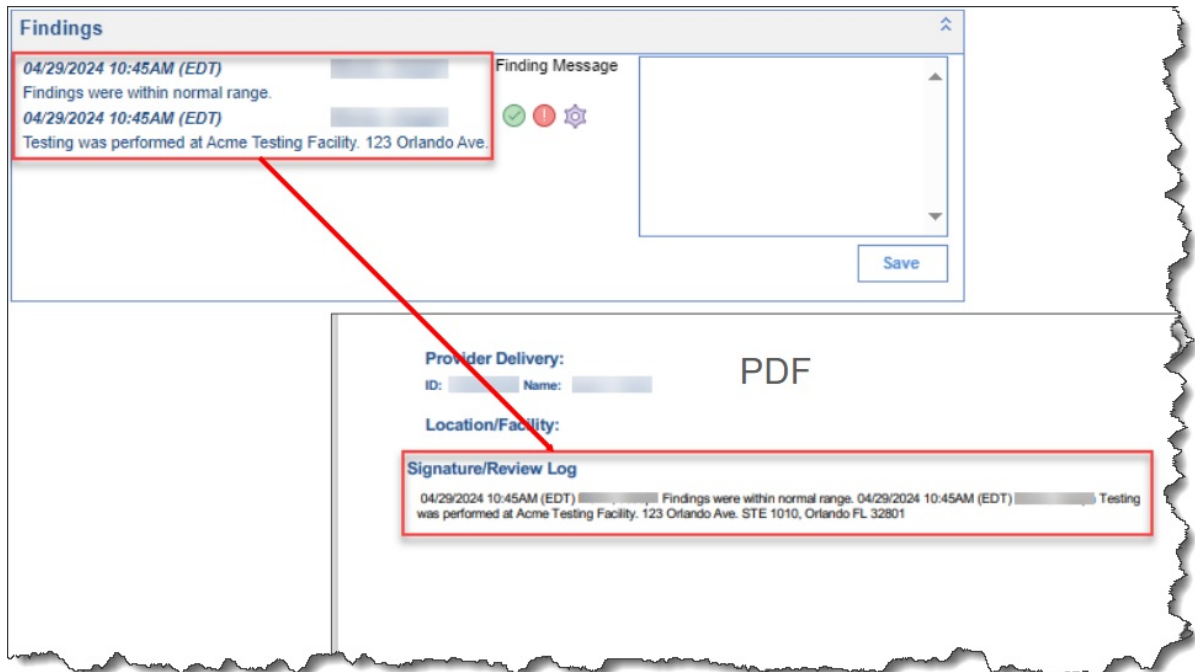 Findings
04/29/2024 10:45AM (EDT)
Findings were within normal range.
04/29/2024 10:45AM (EDT)
Testing was performed at Acme Testing Facility. 123 Orlando Ave.
Finding Message
Save
PDF
Provider Delivery:
ID: Name:
Location/Facility:
Signature/Review Log
04/29/2024 10:45AM (EDT) Findings were within normal range. 04/29/2024 10:45AM (EDT) Testing
was performed at Acme Testing Facility. 123 Orlando Ave. STE 1010, Orlando FL 32801